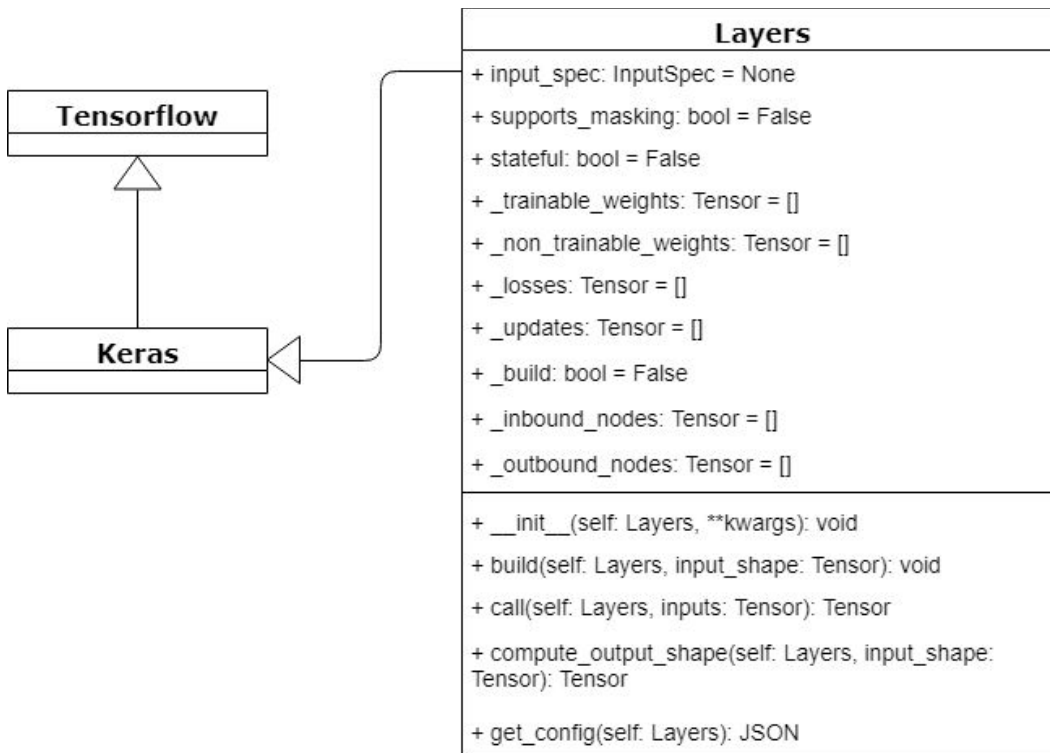 Tensorflow
Keras
Layers
+ input_spec: InputSpec = None
+ supports_masking: bool = False
+ stateful: bool = False
+ _trainable_weights: Tensor = []
+ _non_trainable_weights: Tensor = []
+ _losses: Tensor = []
+ _updates: Tensor = []
+ _build: bool = False
+ _inbound_nodes: Tensor = []
+ _outbound_nodes: Tensor = []
+ __init__(self: Layers, **kwargs): void
+ build(self: Layers, input_shape: Tensor): void
+ call(self: Layers, inputs: Tensor): Tensor
+ compute_output_shape(self: Layers, input_shape:
Tensor): Tensor
+ get_config(self: Layers): JSON